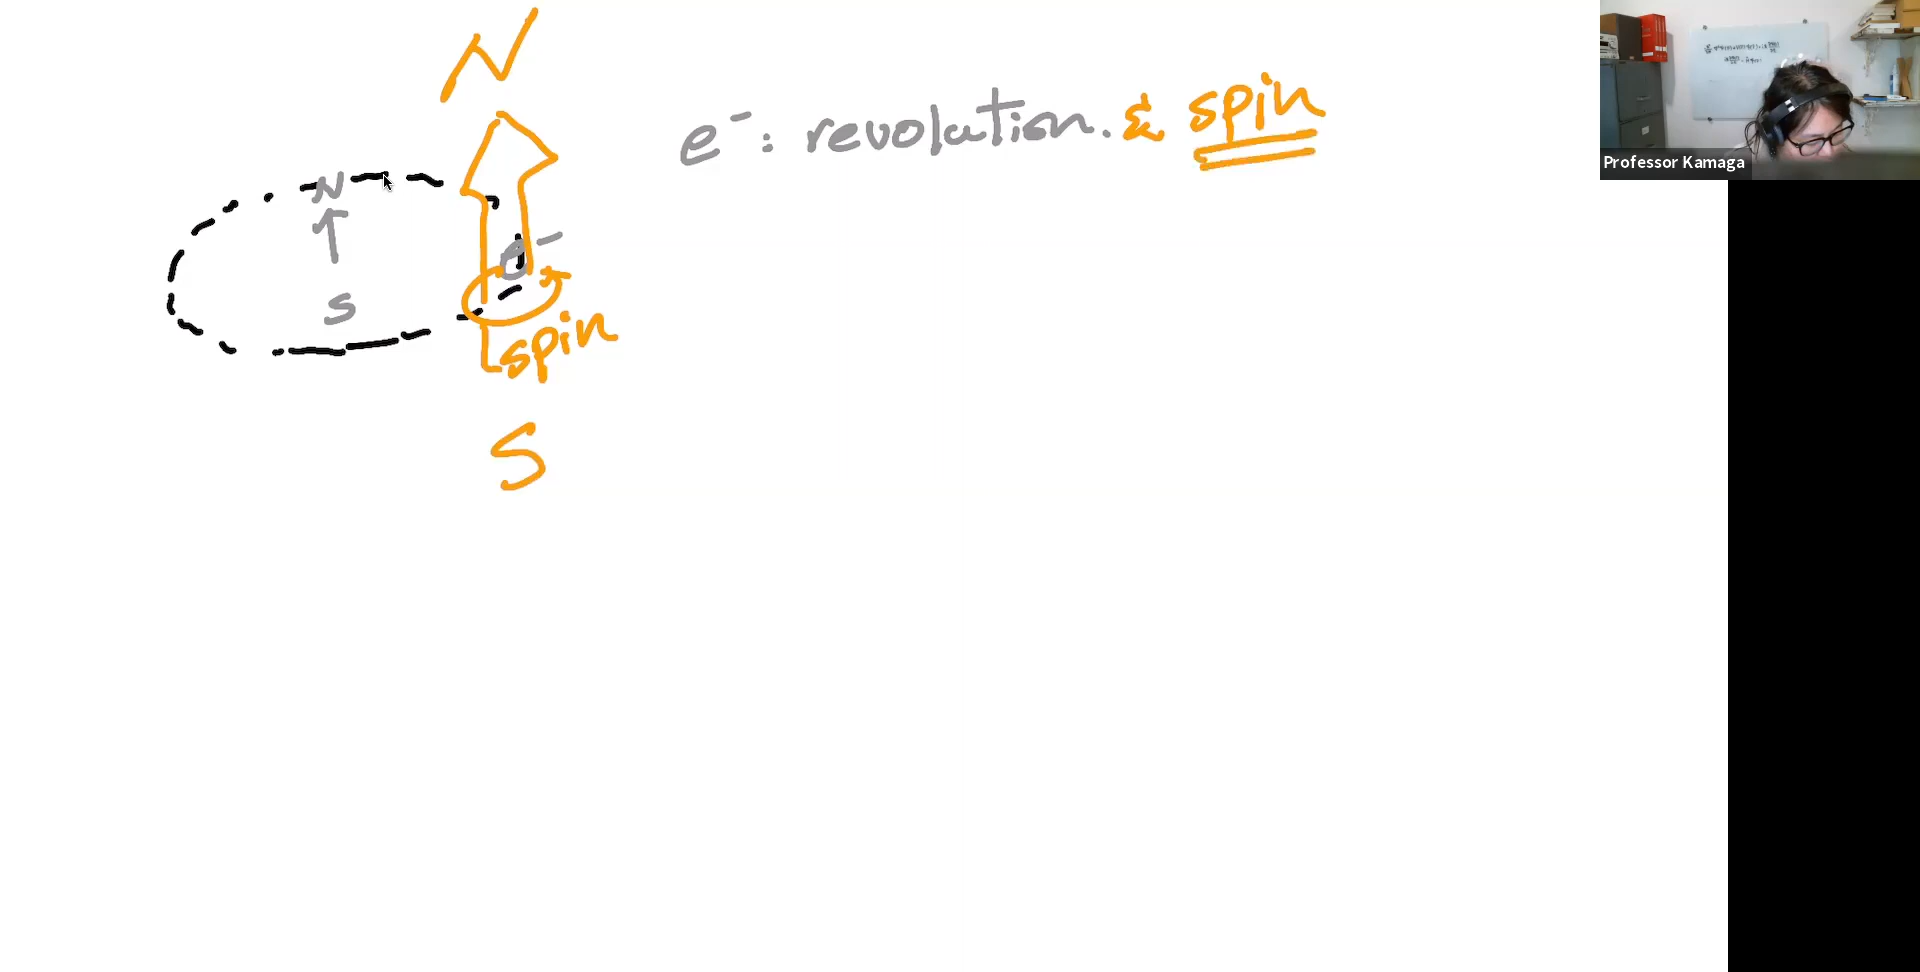 N
e⁻: revolution. & spin
N
e⁻
S
spin
S
Professor Kamaga